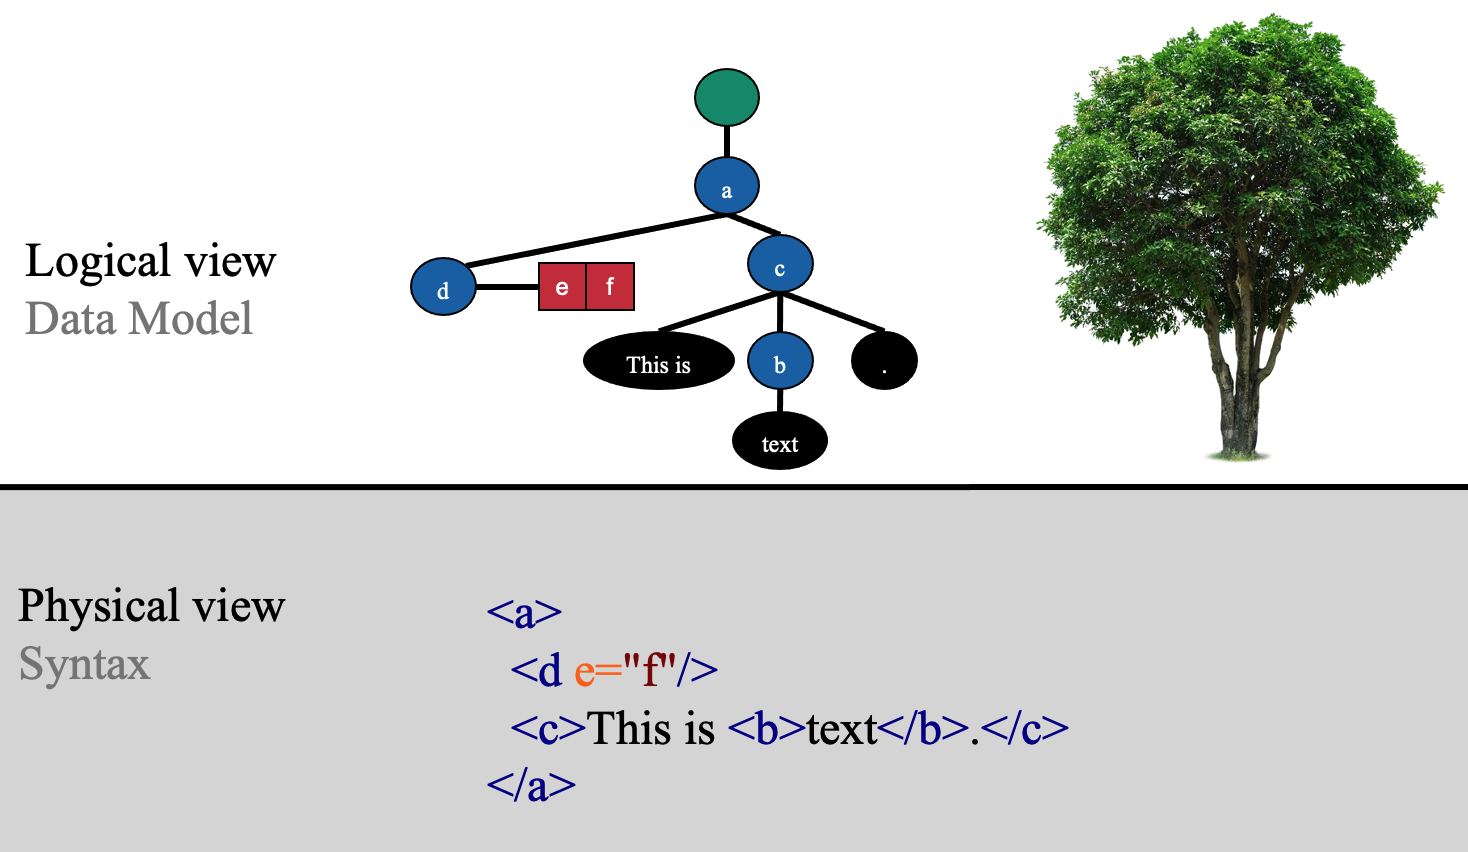 a
Logical view
Data Model
d
e f
c
This is
b
.
text
Physical view
Syntax
<a>
<d e="f"/>
<c>This is <b>text</b>.</c>
</a>